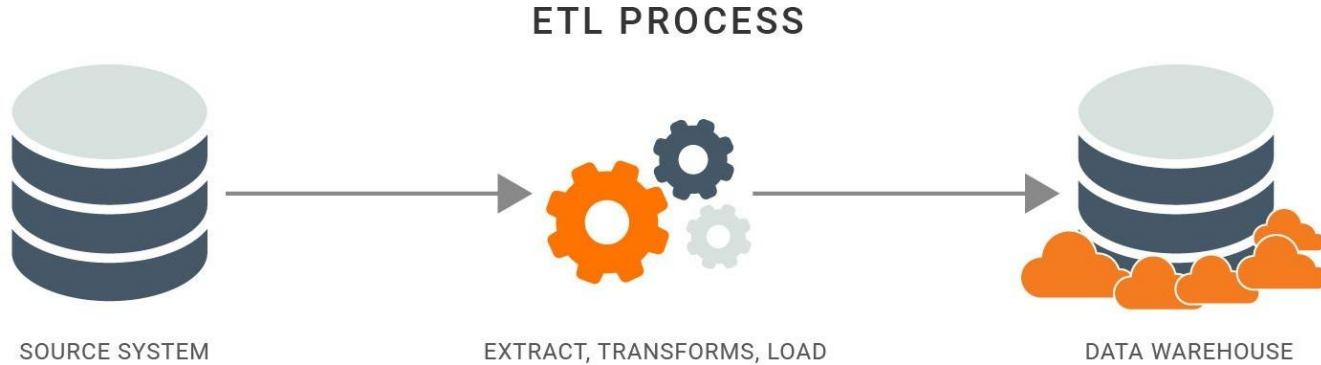 ETL PROCESS
SOURCE SYSTEM
EXTRACT, TRANSFORMS, LOAD
DATA WAREHOUSE